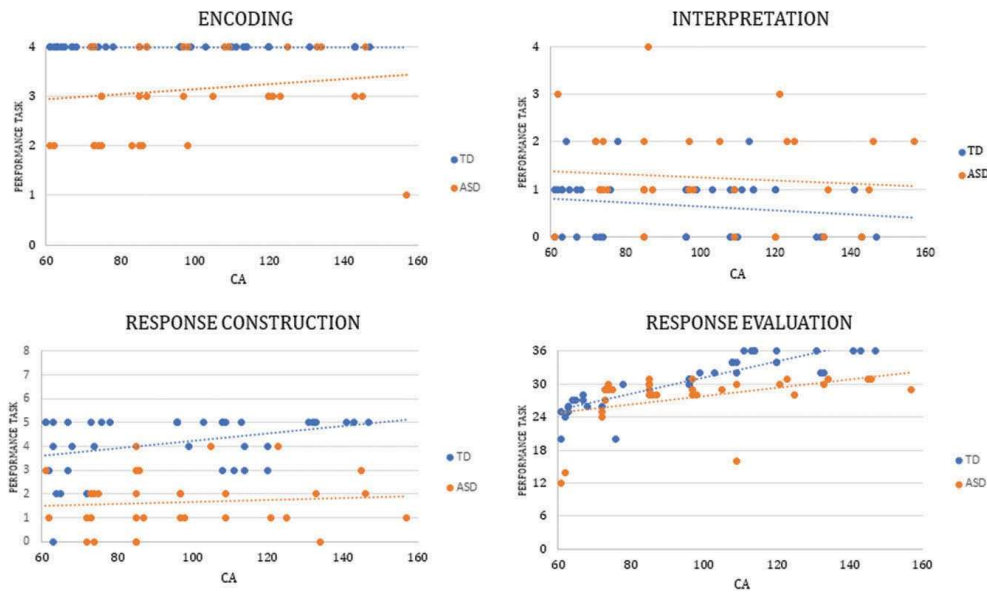 ENCODING
PERFORMANCE TASK
4
3
2
1
0
60 80 100 120 140 160
CA
TD
ASD
INTERPRETATION
PERFORMANCE TASK
4
3
2
1
0
60 80 100 120 140 160
CA
TD
ASD
RESPONSE CONSTRUCTION
PERFORMANCE TASK
8
7
6
5
4
3
2
1
0
60 80 100 120 140 160
CA
TD
ASD
RESPONSE EVALUATION
PERFORMANCE TASK
36
30
24
18
12
6
0
60 80 100 120 140 160
CA
TD
ASD